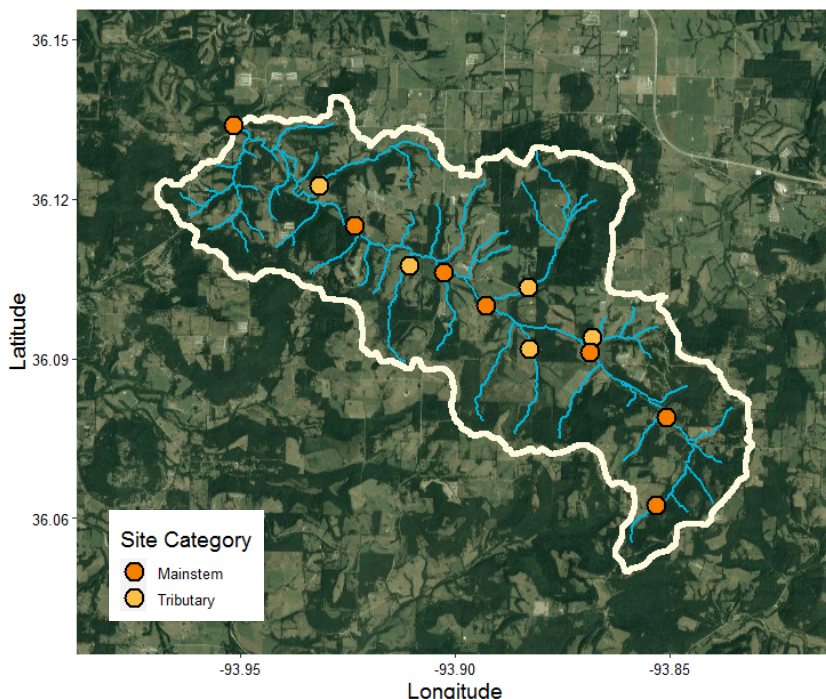 36.15
36.12
36.09
36.06
Latitude
Site Category
Mainstem
Tributary
-93.95
-93.90
-93.85
Longitude